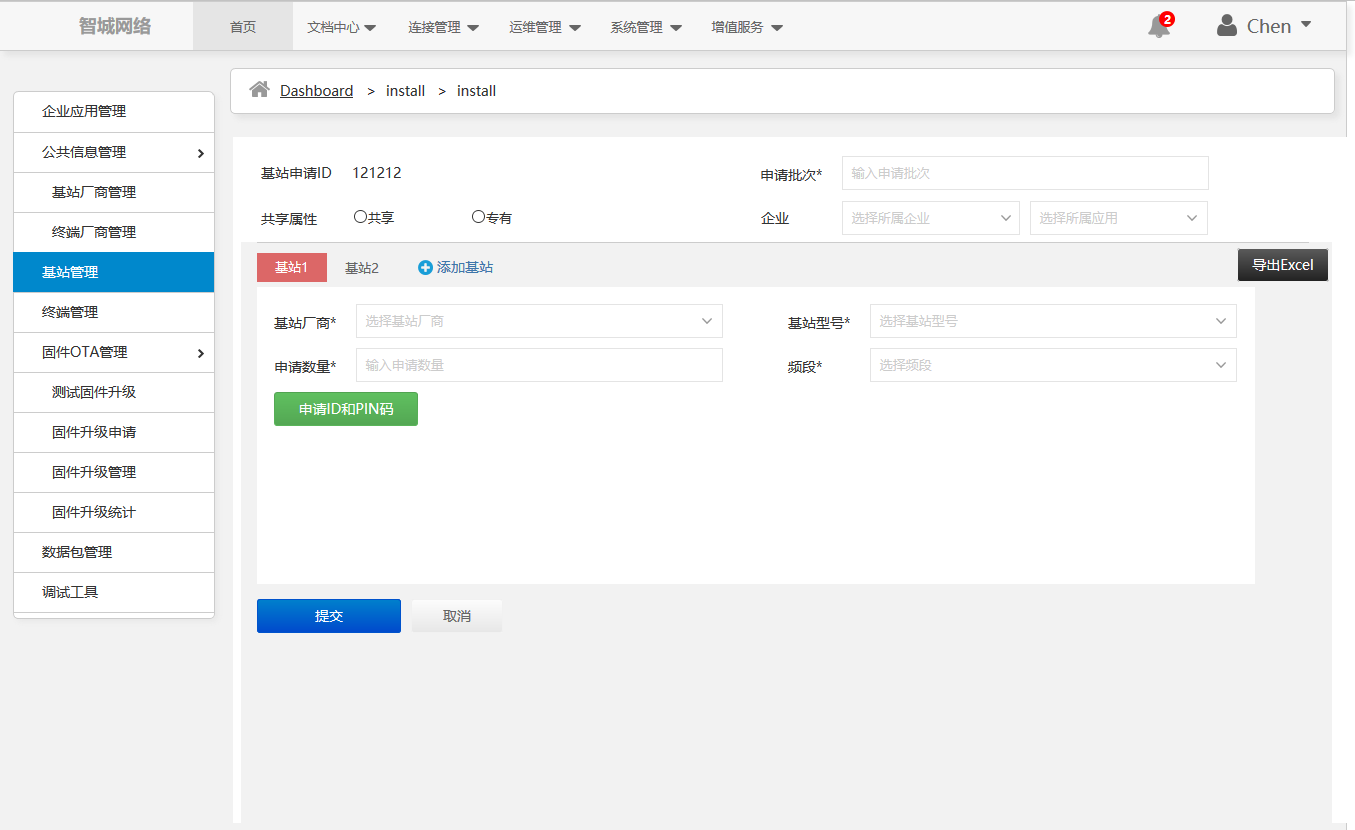 智城网络 首页 文档中心 连接管理 运维管理 系统管理 增值服务 2 Chen
Dashboard > install > install
企业应用管理
公共信息管理
基站厂商管理
终端厂商管理
基站管理
终端管理
固件OTA管理
测试固件升级
固件升级申请
固件升级管理
固件升级统计
数据包管理
调试工具
基站申请ID 121212 申请批次* 输入申请批次
共享属性 共享 专有 企业 选择所属企业 选择所属应用
基站1 基站2 添加基站 导出Excel
基站厂商* 选择基站厂商 基站型号* 选择基站型号
申请数量* 输入申请数量 频段* 选择频段
申请ID和PIN码
提交 取消